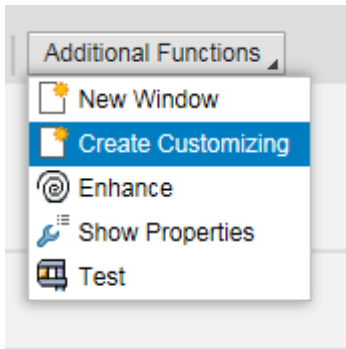 Additional Functions
New Window
Create Customizing
Enhance
Show Properties
Test